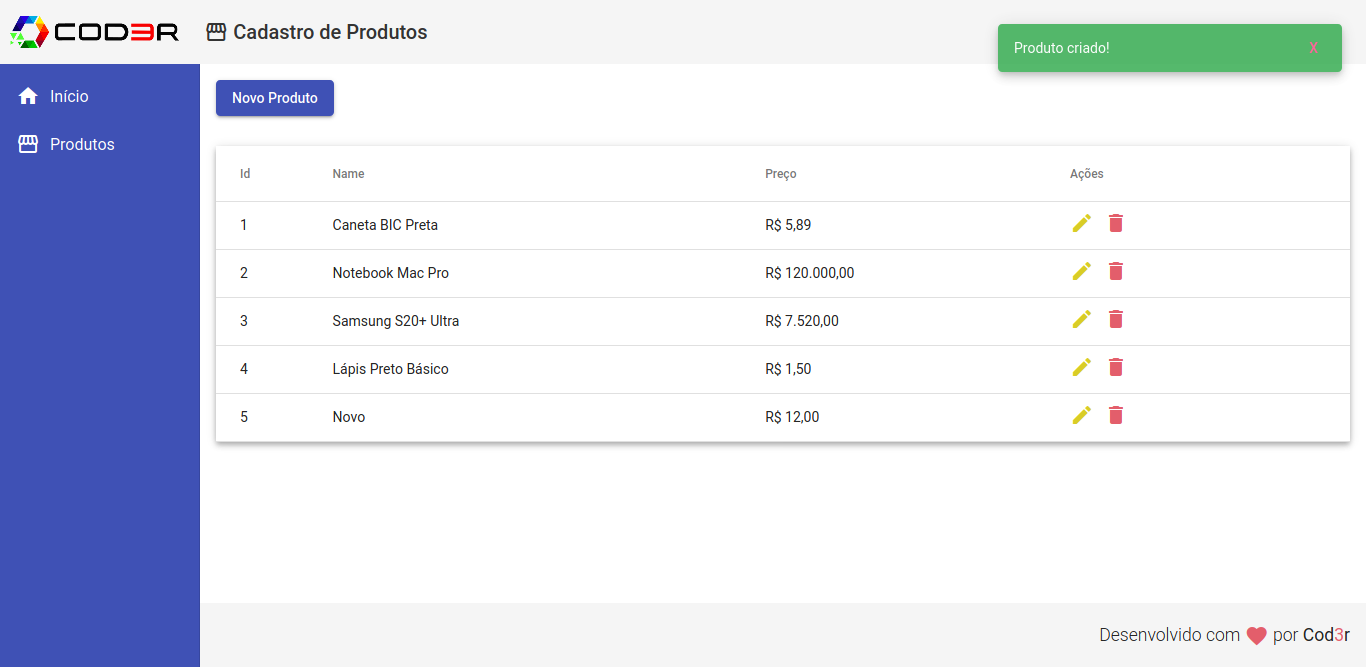 COD3R
Cadastro de Produtos
Produto criado! X
Início
Produtos
Novo Produto
Id Name Preço Ações
1 Caneta BIC Preta R$ 5,89
2 Notebook Mac Pro R$ 120.000,00
3 Samsung S20+ Ultra R$ 7.520,00
4 Lápis Preto Básico R$ 1,50
5 Novo R$ 12,00
Desenvolvido com por Cod3r